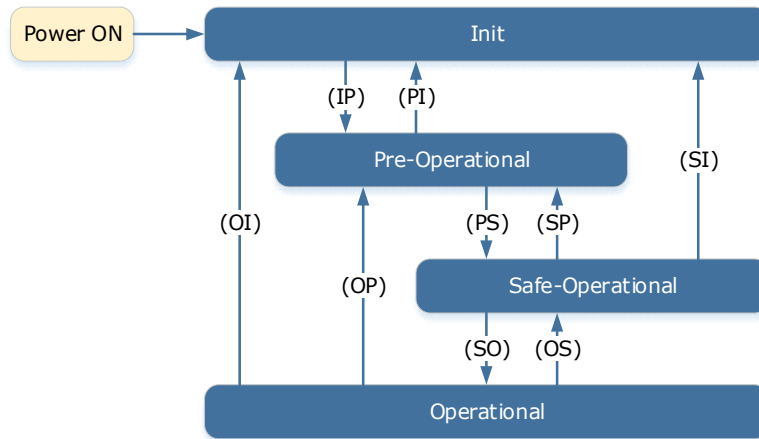 Power ON
Init
(IP)
(PI)
Pre-Operational
(SI)
(OI)
(PS)
(SP)
(OP)
Safe-Operational
(SO)
(OS)
Operational